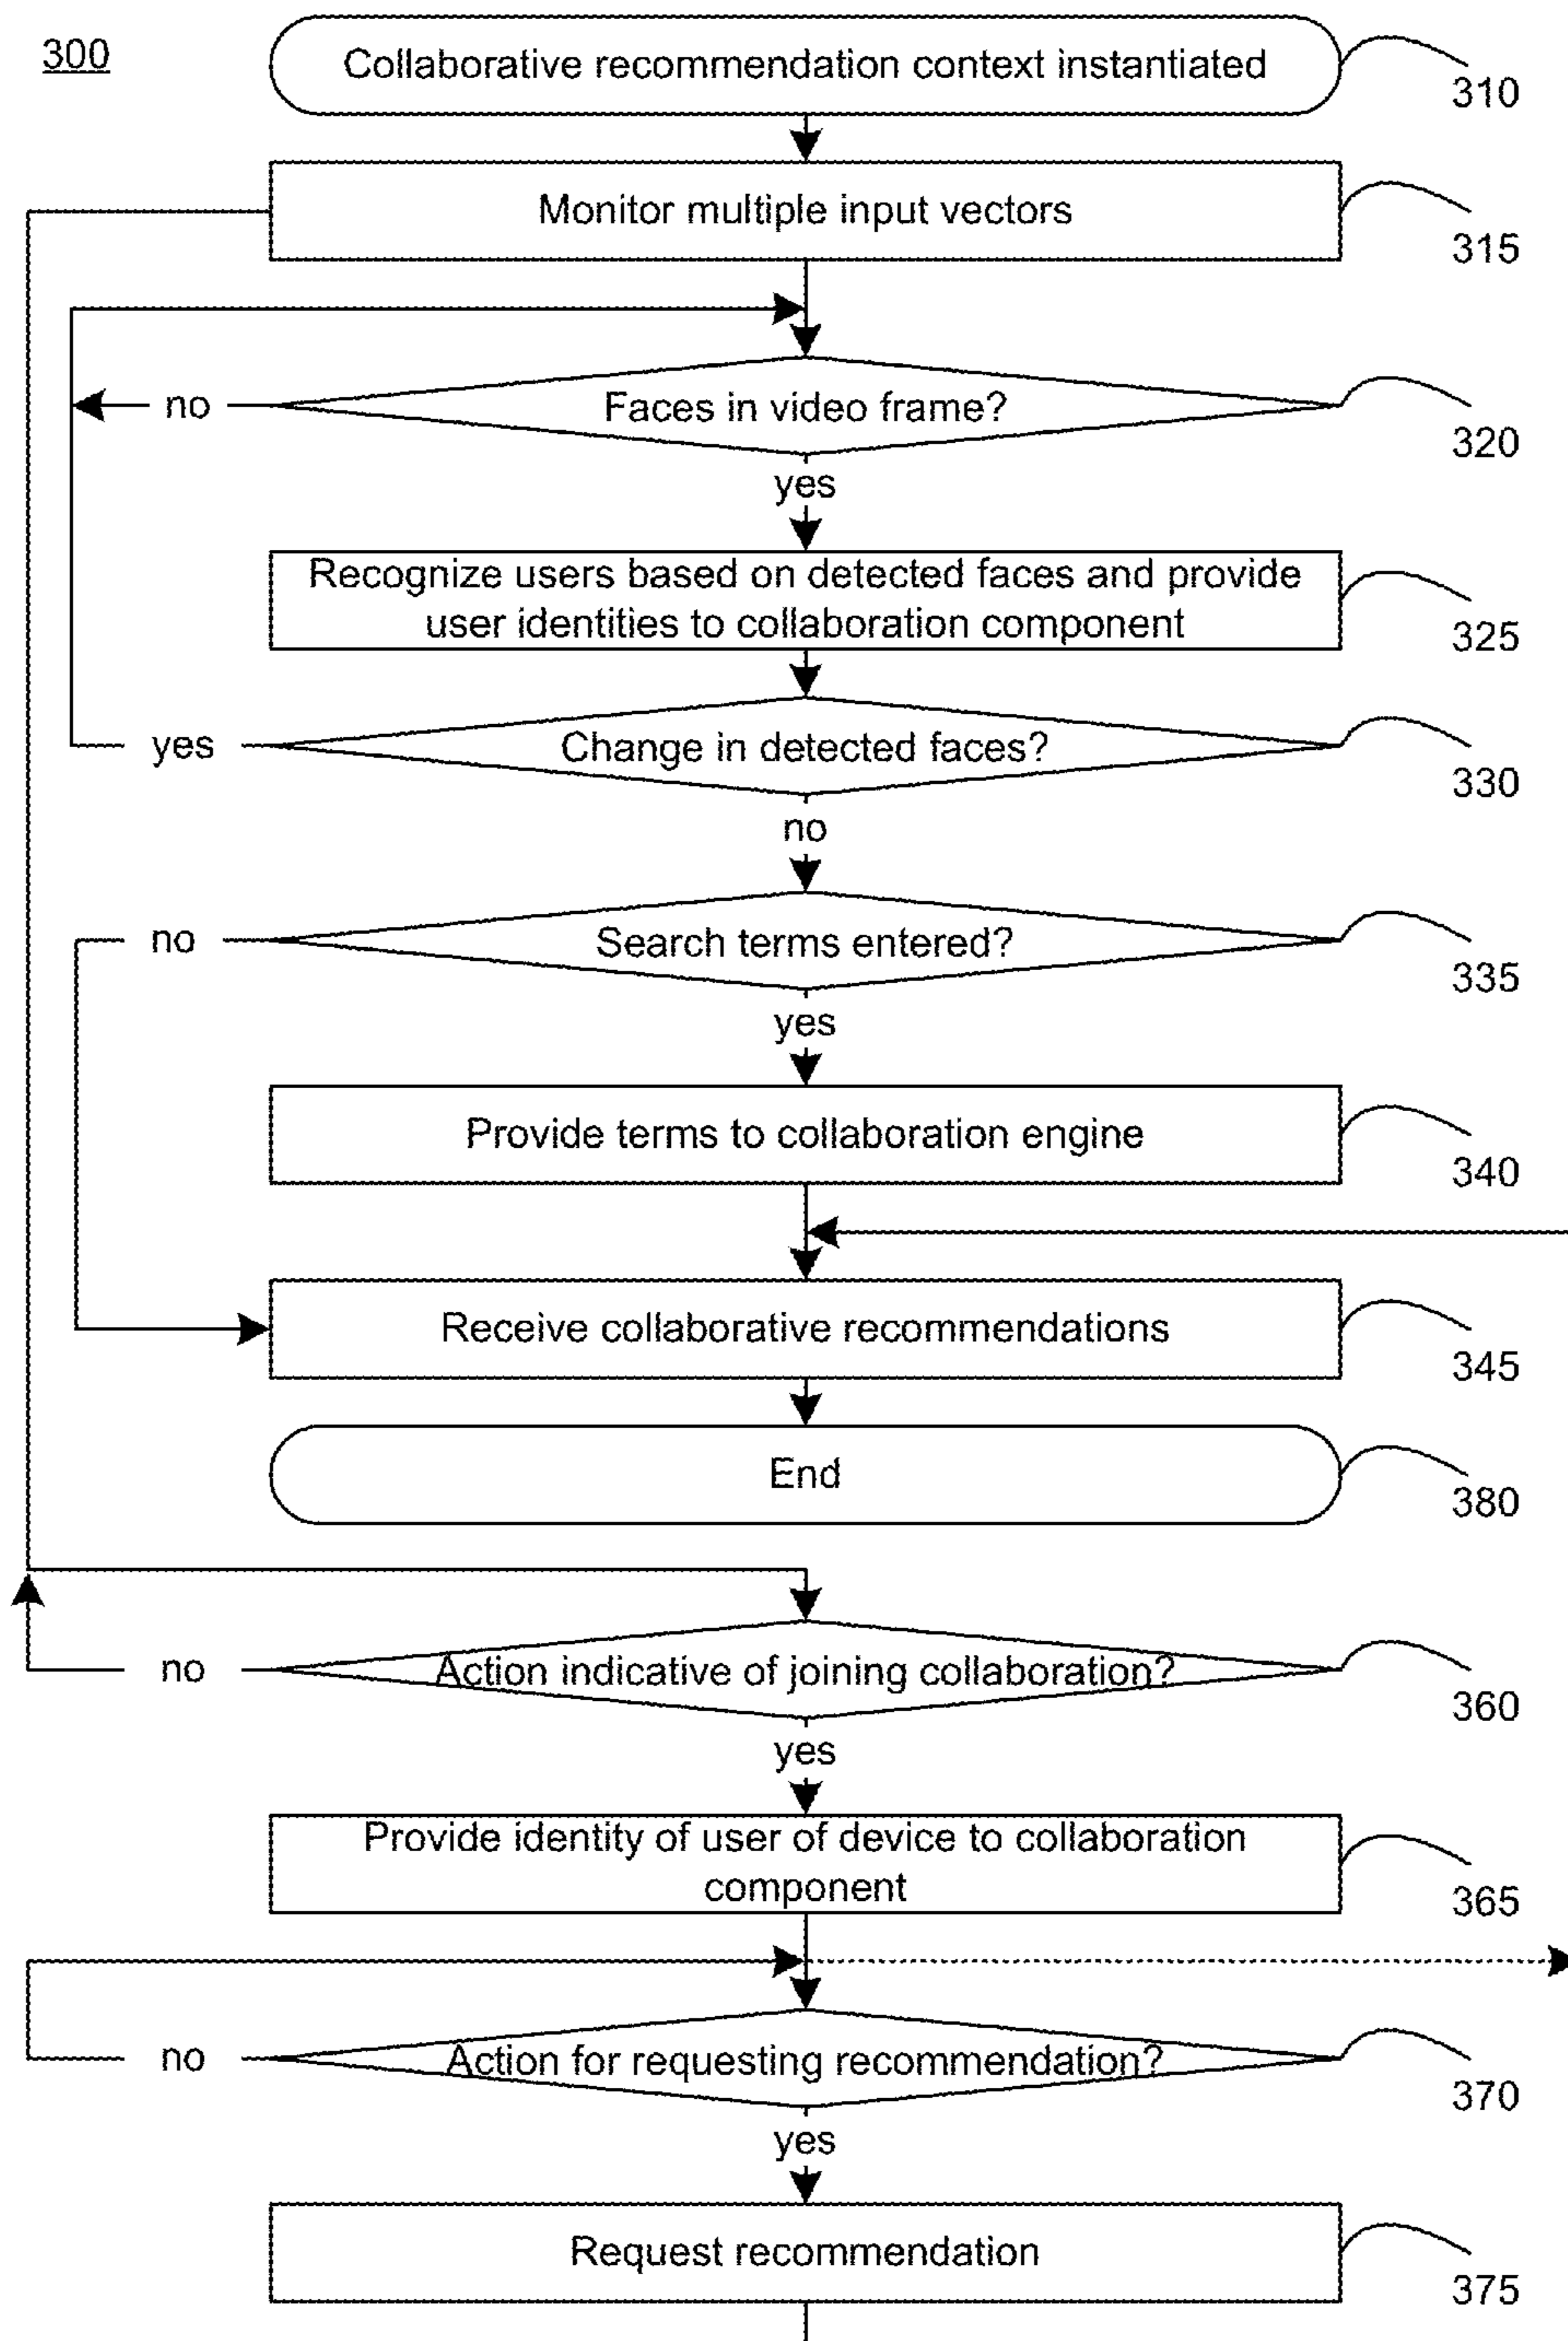 300
Collaborative recommendation context instantiated
310
Monitor multiple input vectors
315
no
Faces in video frame?
320
yes
Recognize users based on detected faces and provide
user identities to collaboration component
325
yes
Change in detected faces?
330
no
no
Search terms entered?
335
yes
Provide terms to collaboration engine
340
Receive collaborative recommendations
345
End
380
no
Action indicative of joining collaboration?
360
yes
Provide identity of user of device to collaboration
component
365
no
Action for requesting recommendation?
370
yes
Request recommendation
375